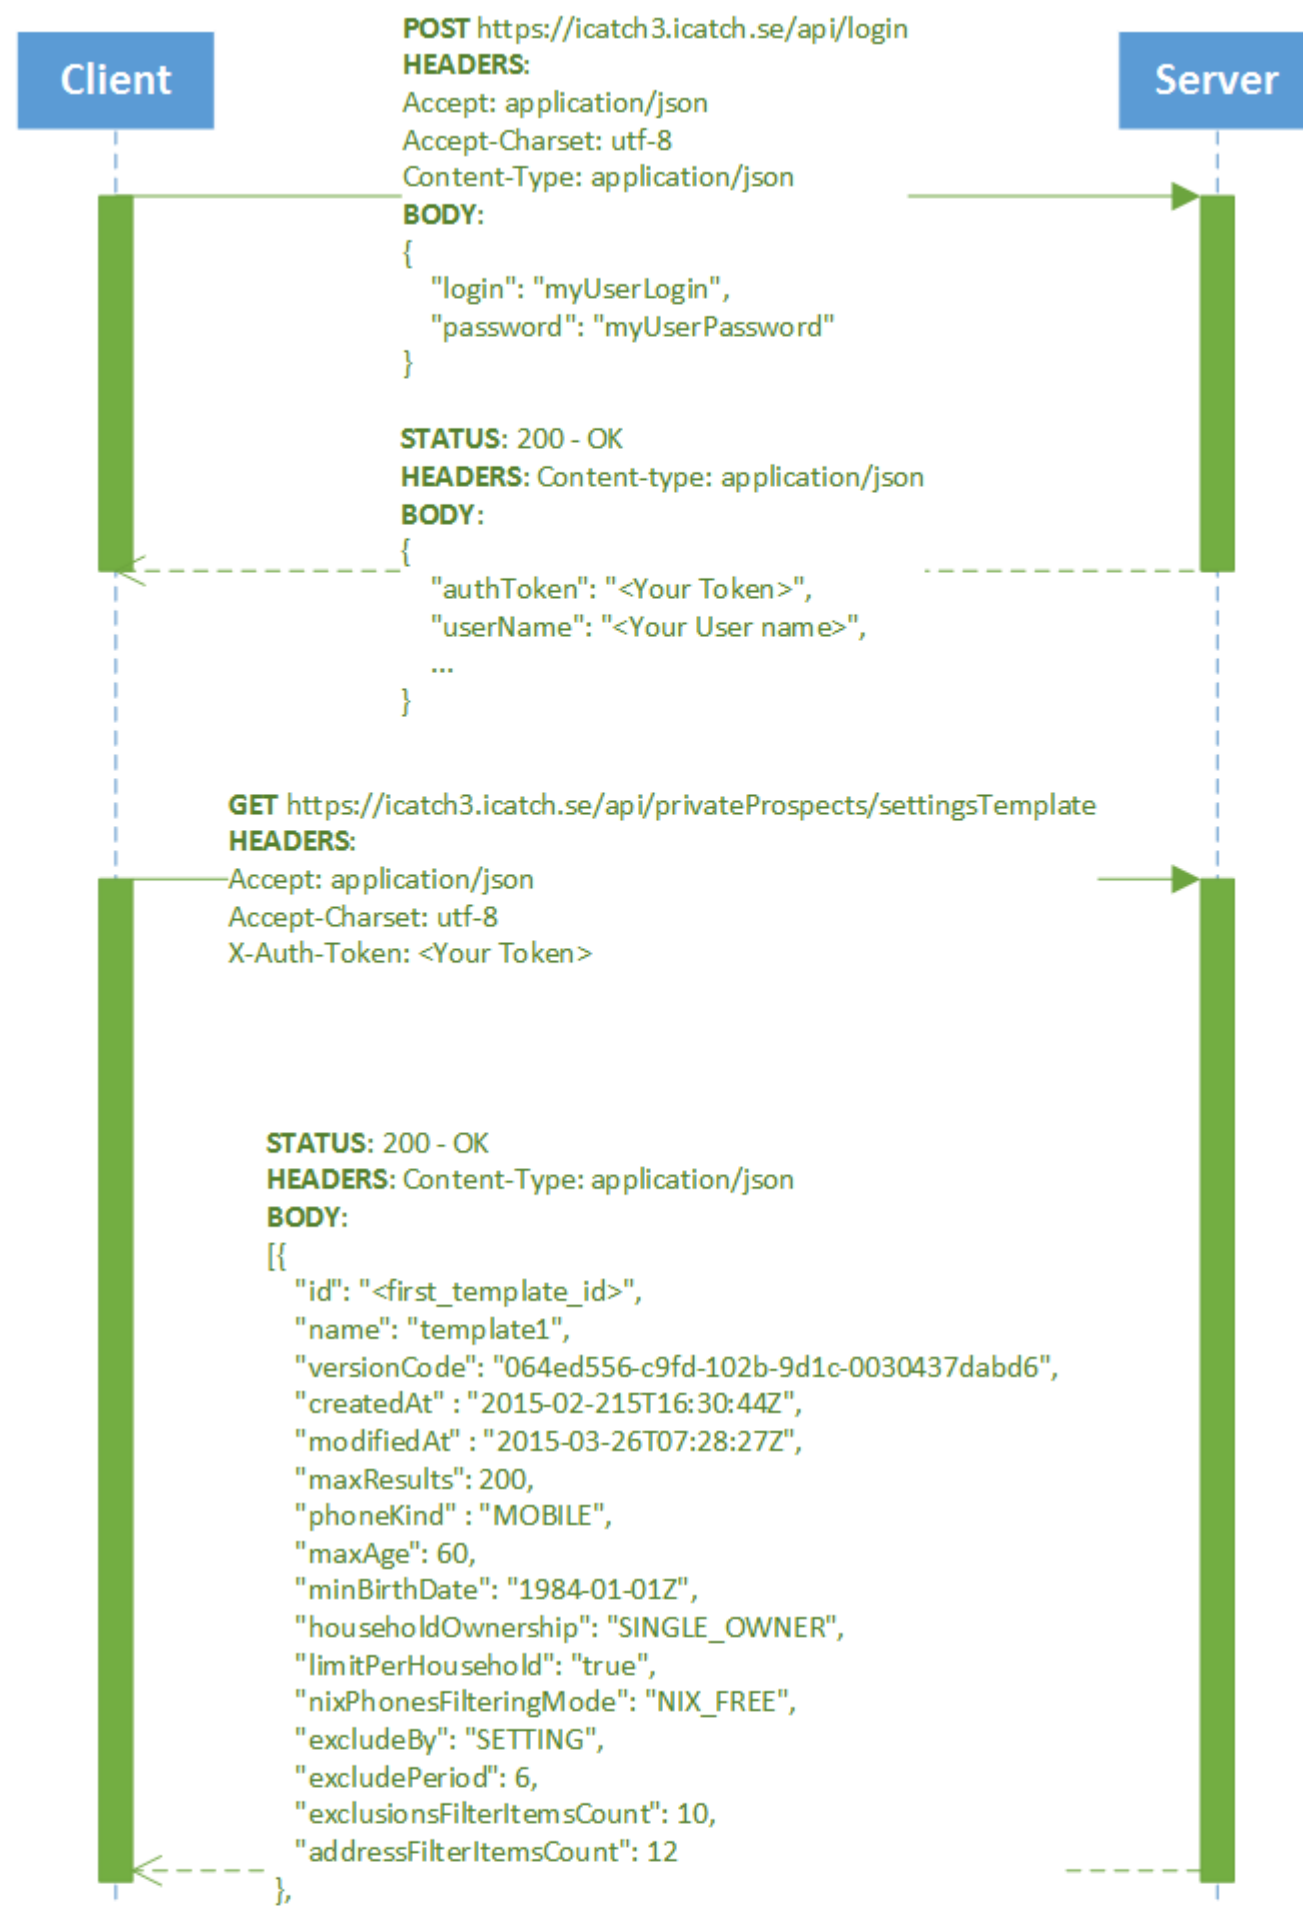 Client
Server
POST https://icatch3.icatch.se/api/login
HEADERS:
Accept: application/json
Accept-Charset: utf-8
Content-Type: application/json
BODY:
{
"login": "myUserLogin",
"password": "myUserPassword"
}
STATUS: 200 - OK
HEADERS: Content-type: application/json
BODY:
{
"authToken": "<Your Token>",
"userName": "<Your User name>",
...
}
GET https://icatch3.icatch.se/api/privateProspects/settingsTemplate
HEADERS:
Accept: application/json
Accept-Charset: utf-8
X-Auth-Token: <Your Token>
STATUS: 200 - OK
HEADERS: Content-Type: application/json
BODY:
[{
"id": "<first_template_id>",
"name": "template1",
"versionCode": "064ed556-c9fd-102b-9d1c-0030437dabd6",
"createdAt" : "2015-02-215T16:30:44Z",
"modifiedAt" : "2015-03-26T07:28:27Z",
"maxResults": 200,
"phoneKind" : "MOBILE",
"maxAge": 60,
"minBirthDate": "1984-01-01Z",
"householdOwnership": "SINGLE_OWNER",
"limitPerHousehold": "true",
"nixPhonesFilteringMode": "NIX_FREE",
"excludeBy": "SETTING",
"excludePeriod": 6,
"exclusionsFilterItemsCount": 10,
"addressFilterItemsCount": 12
},